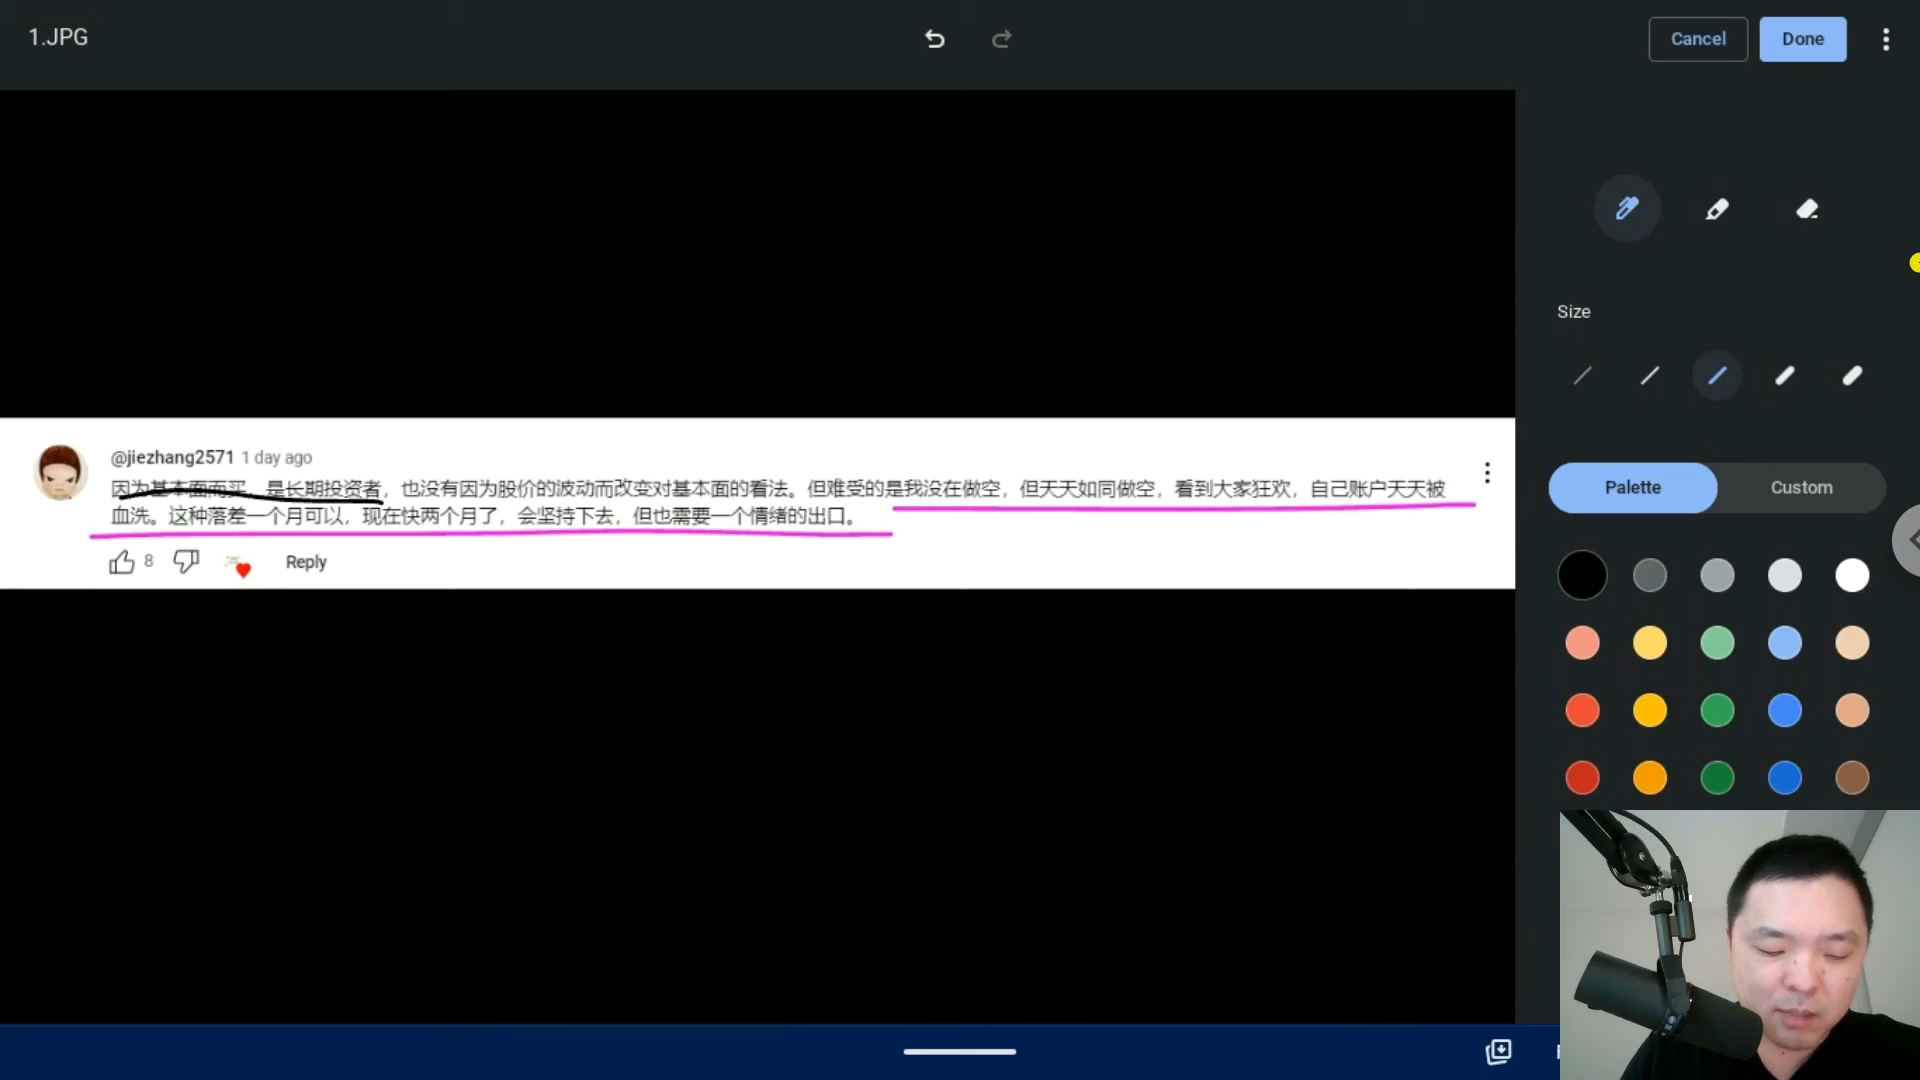 1.JPG
Cancel
Done
Size
Palette
Custom
@jiezhang2571 1 day ago
因为基本面而买，是长期投资者，也没有因为股价的波动而改变对基本面的看法。但难受的是我没在做空，但天天如同做空，看到大家狂欢，自己账户天天被
血洗。这种落差一个月可以，现在快两个月了，会坚持下去，但也需要一个情绪的出口。
8
Reply